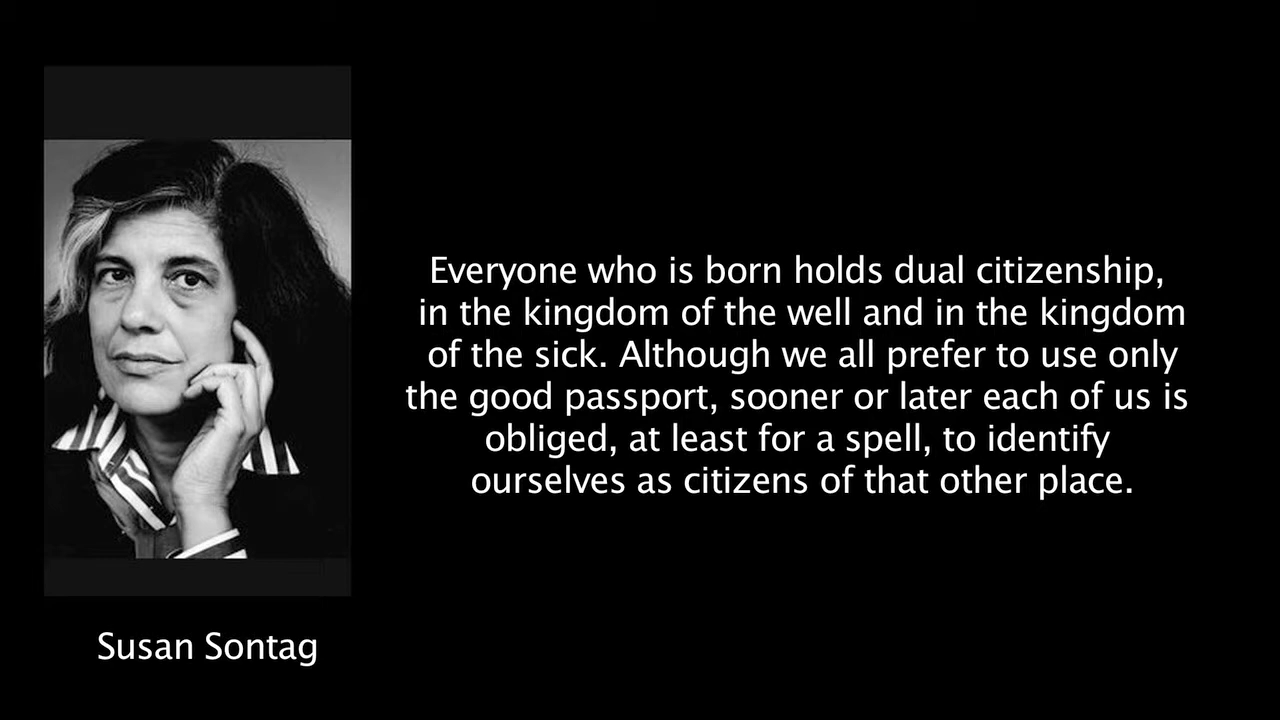 Everyone who is born holds dual citizenship,
in the kingdom of the well and in the kingdom
of the sick. Although we all prefer to use only
the good passport, sooner or later each of us is
obliged, at least for a spell, to identify
ourselves as citizens of that other place.
Susan Sontag